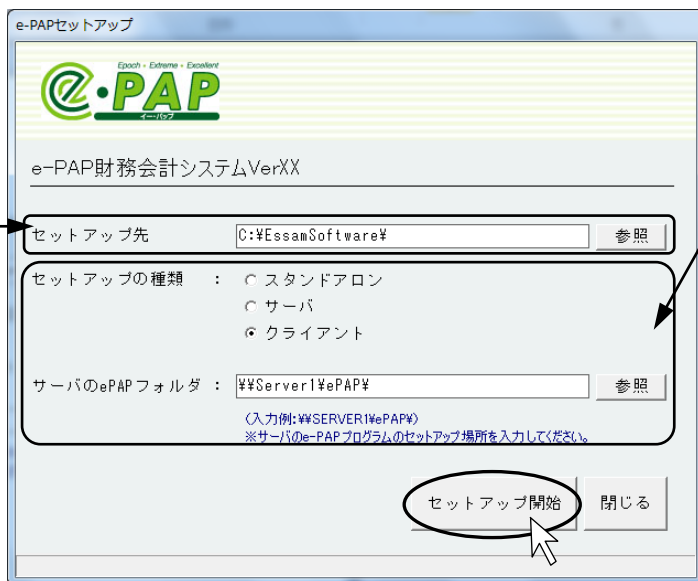 e-PAPセットアップ
Epoch・Extreme・Excellent
e・PAP
イー・パップ
e-PAP財務会計システムVerXX
セットアップ先 C:¥EssamSoftware¥ 参照
セットアップの種類 : スタンドアロン
サーバ
クライアント
サーバのePAPフォルダ : ¥¥Server1¥ePAP¥ 参照
(入力例:¥¥SERVER1¥ePAP¥)
※サーバのe-PAPプログラムのセットアップ場所を入力してください。
セットアップ開始 閉じる